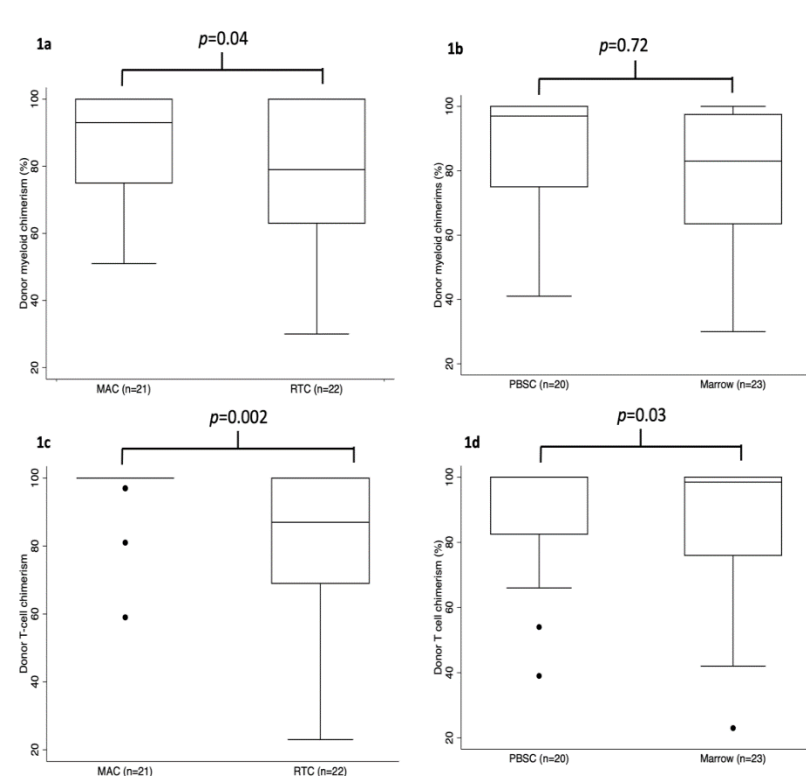 1a
p=0.04
Donor myeloid chimerism (%)
100
80
60
40
20
MAC (n=21)
RTC (n=22)
1b
p=0.72
Donor myeloid chimerims (%)
100
80
60
40
20
PBSC (n=20)
Marrow (n=23)
1c
p=0.002
Donor T-cell chimerism
100
80
60
40
20
MAC (n=21)
RTC (n=22)
1d
p=0.03
Donor T cell chimerism (%)
100
80
60
40
20
PBSC (n=20)
Marrow (n=23)